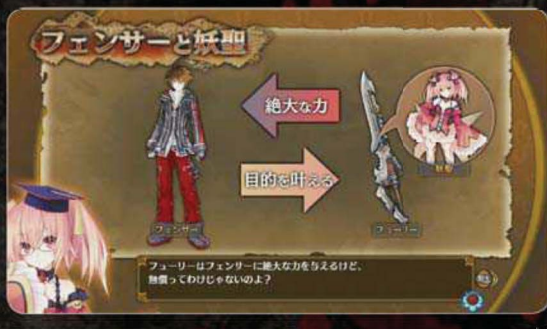 フェンサーと妖聖
絶大な力
目的を叶える
フェンサー
フューリー
フューリーはフェンサーに絶大な力を与えるけど、
無償ってわけじゃないのよ?